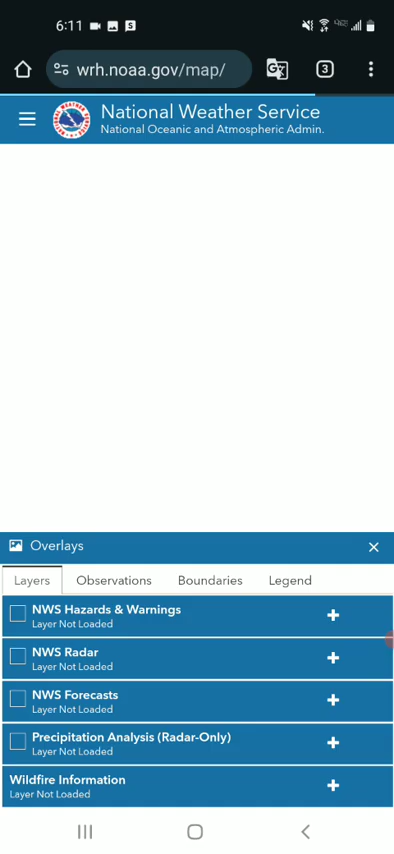 6:11
wrh.noaa.gov/map/
3
National Weather Service
National Oceanic and Atmospheric Admin.
Overlays
Layers Observations Boundaries Legend
NWS Hazards & Warnings
Layer Not Loaded
NWS Radar
Layer Not Loaded
NWS Forecasts
Layer Not Loaded
Precipitation Analysis (Radar-Only)
Layer Not Loaded
Wildfire Information
Layer Not Loaded